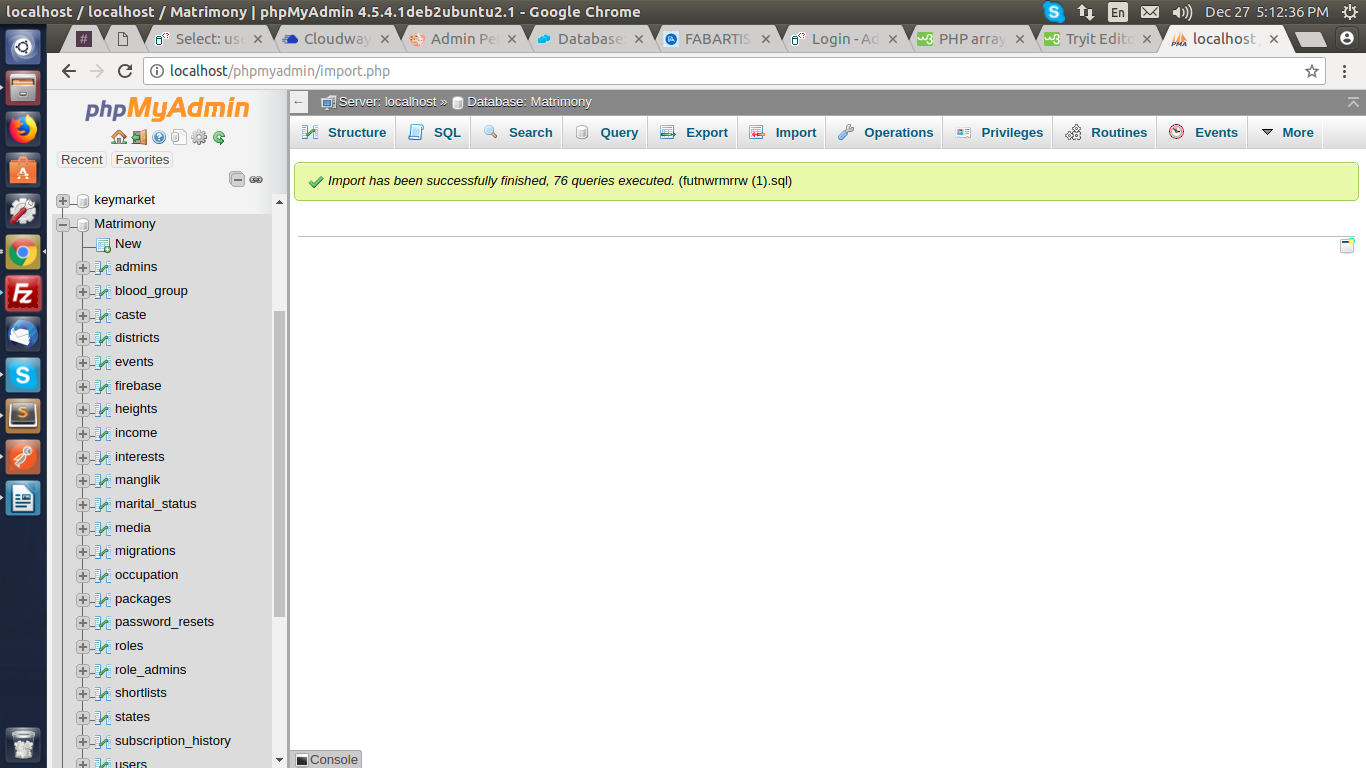 localhost / localhost / Matrimony | phpMyAdmin 4.5.4.1deb2ubuntu2.1 - Google Chrome
En
Dec 27 5:12:36 PM
#
Select: use
Cloudway
Admin Pe
Database
FABARTIS
Login - Ad
PHP array
Tryit Edito
PMA
localhost
localhost/phpmyadmin/import.php
phpMyAdmin
Recent
Favorites
keymarket
Matrimony
New
admins
blood_group
caste
districts
events
firebase
heights
income
interests
manglik
marital_status
media
migrations
occupation
packages
password_resets
roles
role_admins
shortlists
states
subscription_history
users
Server: localhost » Database: Matrimony
Structure
SQL
Search
Query
Export
Import
Operations
Privileges
Routines
Events
More
Import has been successfully finished, 76 queries executed. (futnwrmrrw (1).sql)
Console